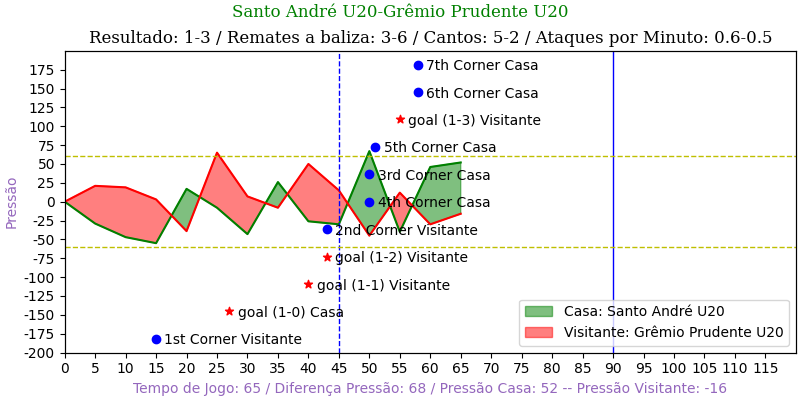 Santo André U20-Grêmio Prudente U20
Resultado: 1-3 / Remates a baliza: 3-6 / Cantos: 5-2 / Ataques por Minuto: 0.6-0.5
Pressão
175
150
125
100
75
50
25
0
-25
-50
-75
-100
-125
-150
-175
-200
7th Corner Casa
6th Corner Casa
goal (1-3) Visitante
5th Corner Casa
3rd Corner Casa
4th Corner Casa
2nd Corner Visitante
goal (1-2) Visitante
goal (1-1) Visitante
goal (1-0) Casa
1st Corner Visitante
Casa: Santo André U20
Visitante: Grêmio Prudente U20
0 5 10 15 20 25 30 35 40 45 50 55 60 65 70 75 80 85 90 95 100 105 110 115
Tempo de Jogo: 65 / Diferença Pressão: 68 / Pressão Casa: 52 -- Pressão Visitante: -16